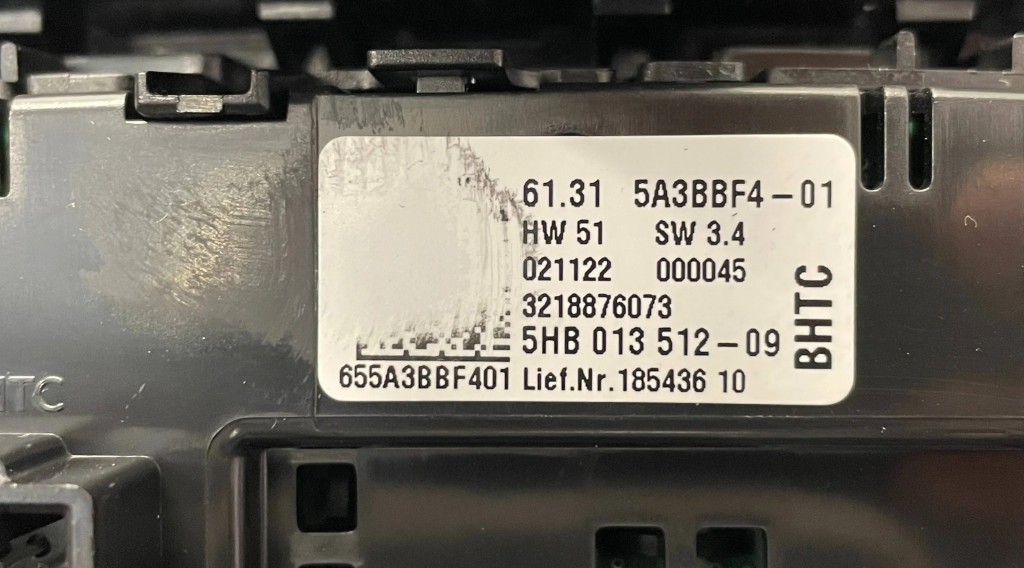 61.31 5A3BBF4-01
HW 51 SW 3.4
021122 000045
3218876073
5HB 013 512-09
655A3BBF401 Lief.Nr.185436 10
BHTC
HTC